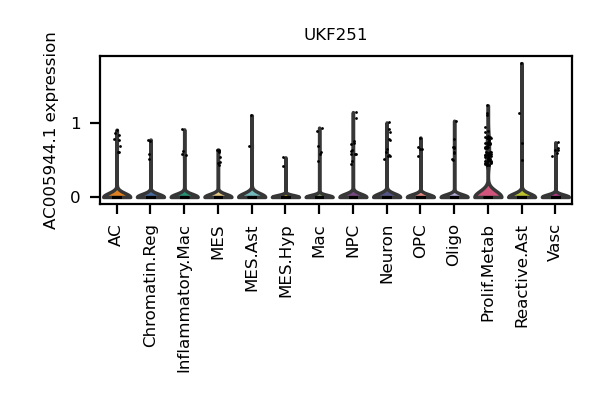 UKF251
AC005944.1 expression
1
0
AC
Chromatin.Reg
Inflammatory.Mac
MES
MES.Ast
MES.Hyp
Mac
NPC
Neuron
OPC
Oligo
Prolif.Metab
Reactive.Ast
Vasc